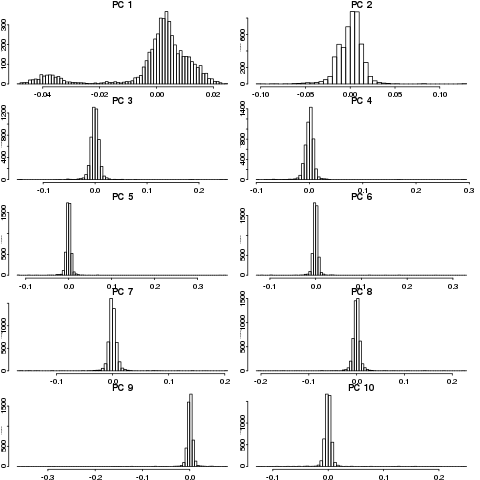 PC 1
PC 2
0 100 200 300
0 200 600
-0.04 -0.02 0.00 0.02
-0.10 -0.05 0.00 0.05 0.10
PC 3
PC 4
0 400 800 1200
0 400 800 1400
-0.1 0.0 0.1 0.2
-0.1 0.0 0.1 0.2 0.3
PC 5
PC 6
0 500 1500
0 500 1500
-0.1 0.0 0.1 0.2 0.3
-0.1 0.0 0.1 0.2 0.3
PC 7
PC 8
0 500 1000
0 500 1500
-0.1 0.0 0.1 0.2
-0.2 -0.1 0.0 0.1 0.2
PC 9
PC 10
0 500 1500
0 500 1000
-0.3 -0.2 -0.1 0.0
-0.1 0.0 0.1 0.2